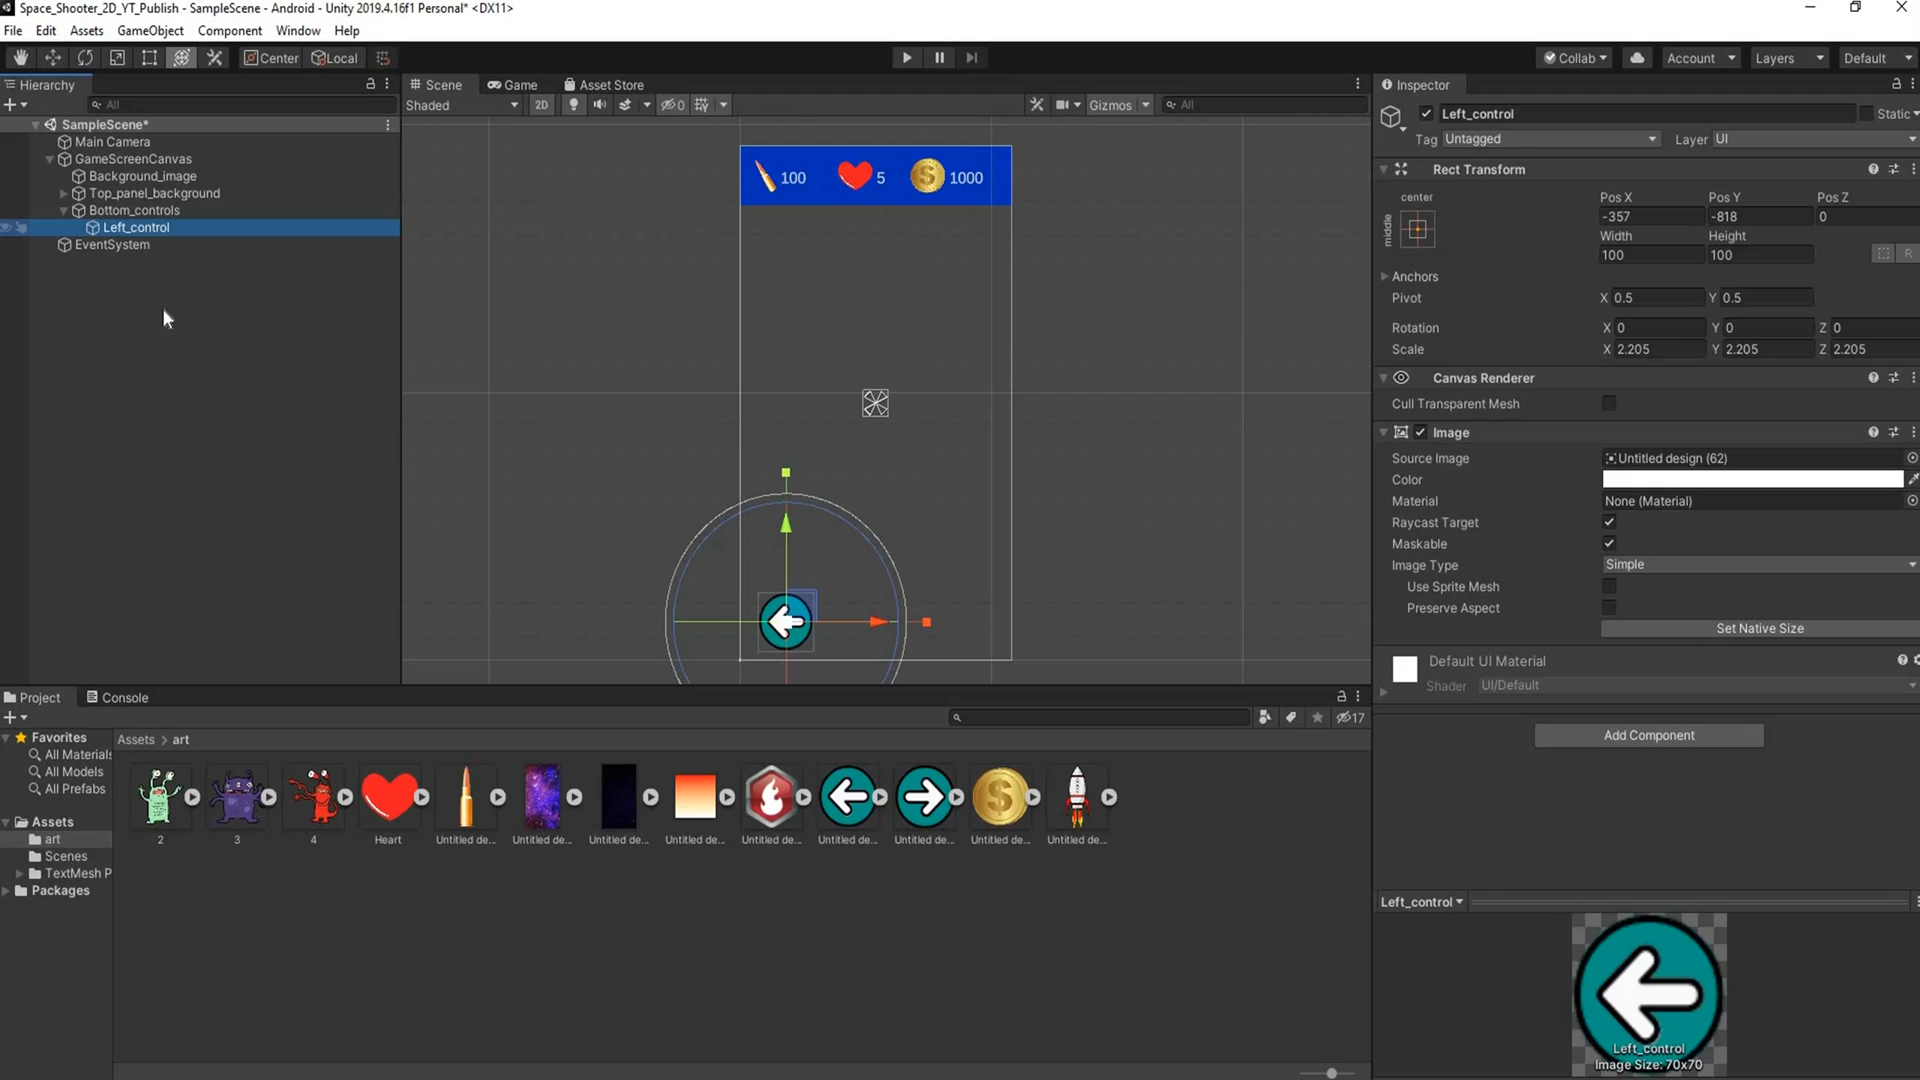 Space_Shooter_2D_YT_Publish - SampleScene - Android - Unity 2019.4.16f1 Personal* <DX11>
File Edit Assets GameObject Component Window Help
Center Local Collab Account Layers Default
Hierarchy
All
SampleScene*
Main Camera
GameScreenCanvas
Background_image
Top_panel_background
Bottom_controls
Left_control
EventSystem
Scene Game Asset Store
Shaded 2D 0 Gizmos All
100 5 1000
Inspector
Left_control Static
Tag Untagged Layer UI
Rect Transform
center
middle
Pos X Pos Y Pos Z
-357 -818 0
Width Height
100 100
R
Anchors
Pivot X 0.5 Y 0.5
Rotation X 0 Y 0 Z 0
Scale X 2.205 Y 2.205 Z 2.205
Canvas Renderer
Cull Transparent Mesh
Image
Source Image Untitled design (62)
Color
Material None (Material)
Raycast Target
Maskable
Image Type Simple
Use Sprite Mesh
Preserve Aspect
Set Native Size
Default UI Material
Shader UI/Default
Add Component
Left_control
Left_control
Image Size: 70x70
Project Console
17
Favorites
All Materials
All Models
All Prefabs
Assets
art
Scenes
TextMesh P
Packages
Assets > art
2 3 4 Heart Untitled de... Untitled de... Untitled de... Untitled de... Untitled de... Untitled de... Untitled de... Untitled de... Untitled de...